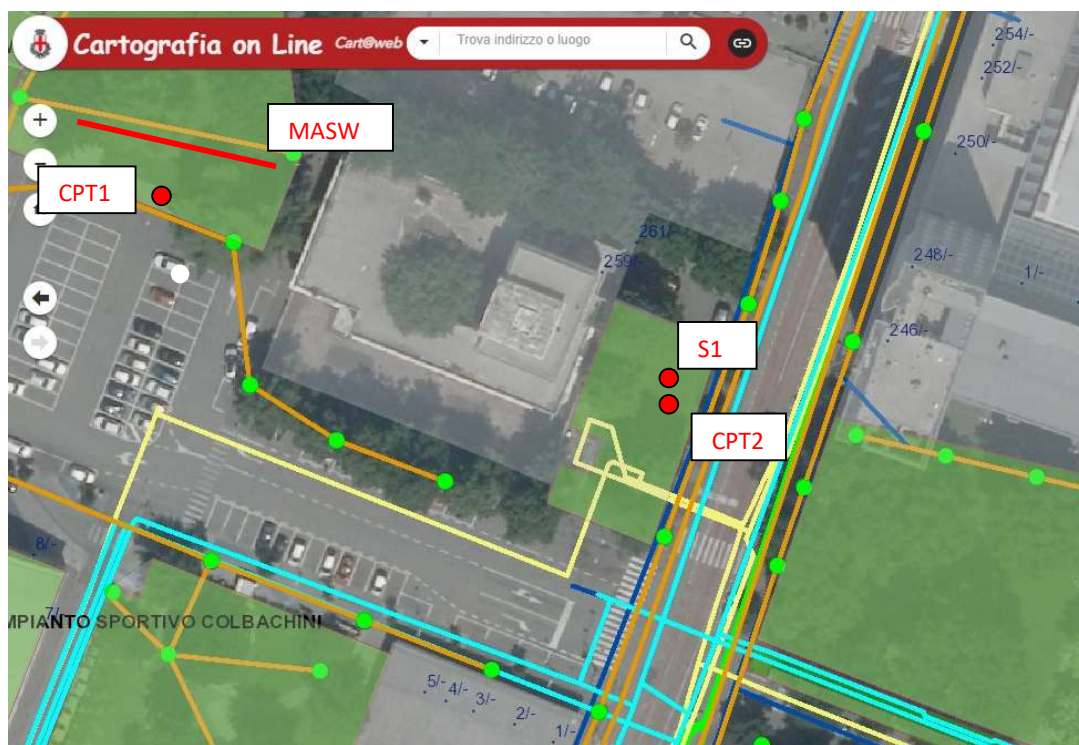 Cartografia on Line Cart@web Trova indirizzo o luogo
254/-
252/-
MASW
250/-
CPT1
261/-
259/-
248/-
1/-
246/-
S1
CPT2
8/-
7/-
MPIANTO SPORTIVO COLBACHINI
5/-
4/-
3/-
2/-
1/-